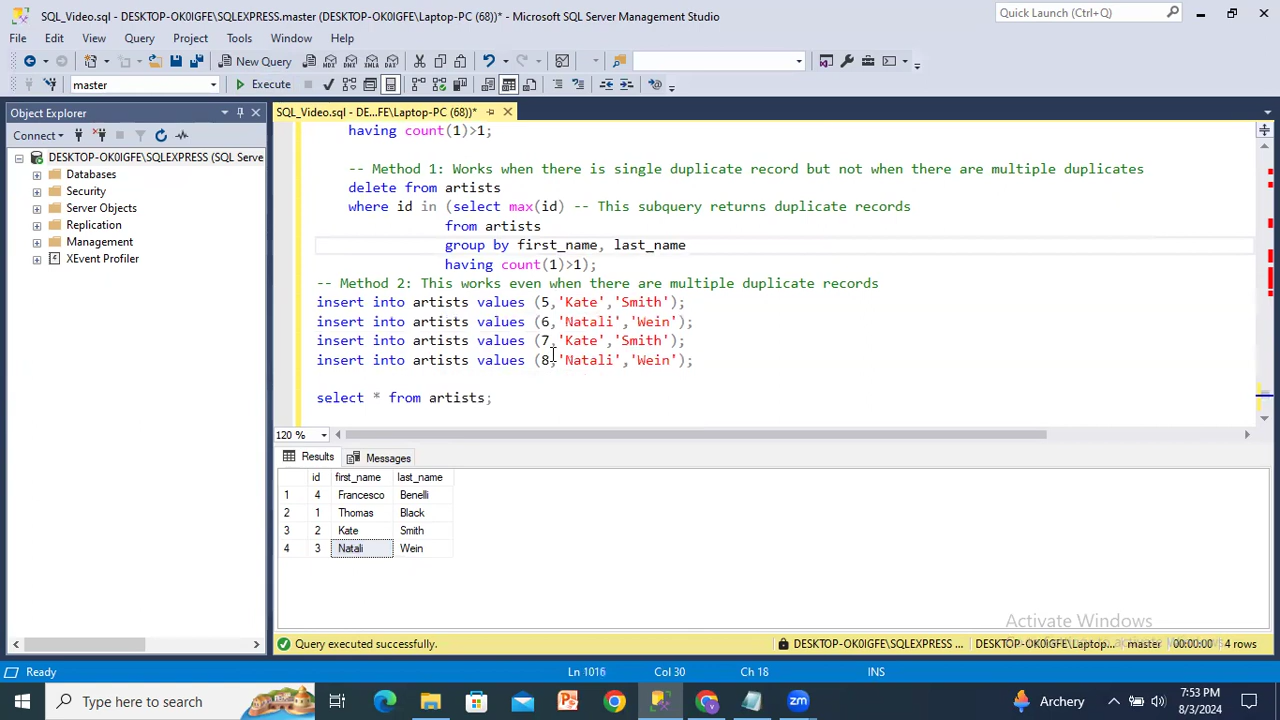 SQL_Video.sql - DESKTOP-OK0IGFE\SQLEXPRESS.master (DESKTOP-OK0IGFE\Laptop-PC (68))* - Microsoft SQL Server Management Studio
Quick Launch (Ctrl+Q)
File Edit View Query Project Tools Window Help
New Query
MDX DMX XMLA DAX
master
Execute
Object Explorer
SQL_Video.sql - DE...FE\Laptop-PC (68))*
Connect
DESKTOP-OK0IGFE\SQLEXPRESS (SQL Serve
Databases
Security
Server Objects
Replication
Management
XEvent Profiler
having count(1)>1;
-- Method 1: Works when there is single duplicate record but not when there are multiple duplicates
delete from artists
where id in (select max(id) -- This subquery returns duplicate records
from artists
group by first_name, last_name
having count(1)>1);
-- Method 2: This works even when there are multiple duplicate records
insert into artists values (5,'Kate','Smith');
insert into artists values (6,'Natali','Wein');
insert into artists values (7,'Kate','Smith');
insert into artists values (8,'Natali','Wein');
select * from artists;
120 %
Results Messages
id first_name last_name
1 4 Francesco Benelli
2 1 Thomas Black
3 2 Kate Smith
4 3 Natali Wein
Activate Windows
Query executed successfully.
DESKTOP-OK0IGFE\SQLEXPRESS ... DESKTOP-OK0IGFE\Laptop... master 00:00:00 4 rows
Ready Ln 1016 Col 30 Ch 18 INS
Type here to search
Archery
7:53 PM
8/3/2024